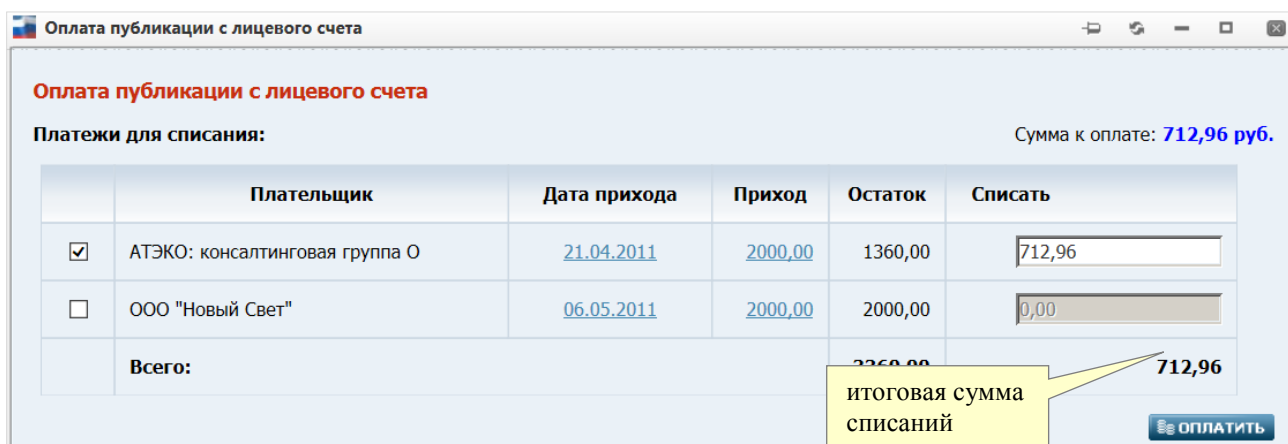 Оплата публикации с лицевого счета
Оплата публикации с лицевого счета
Платежи для списания: Сумма к оплате: 712,96 руб.
Плательщик Дата прихода Приход Остаток Списать
АТЭКО: консалтинговая группа О 21.04.2011 2000,00 1360,00 712,96
ООО "Новый Свет" 06.05.2011 2000,00 2000,00 0,00
Всего: 712,96
итоговая сумма
списаний
ОПЛАТИТЬ